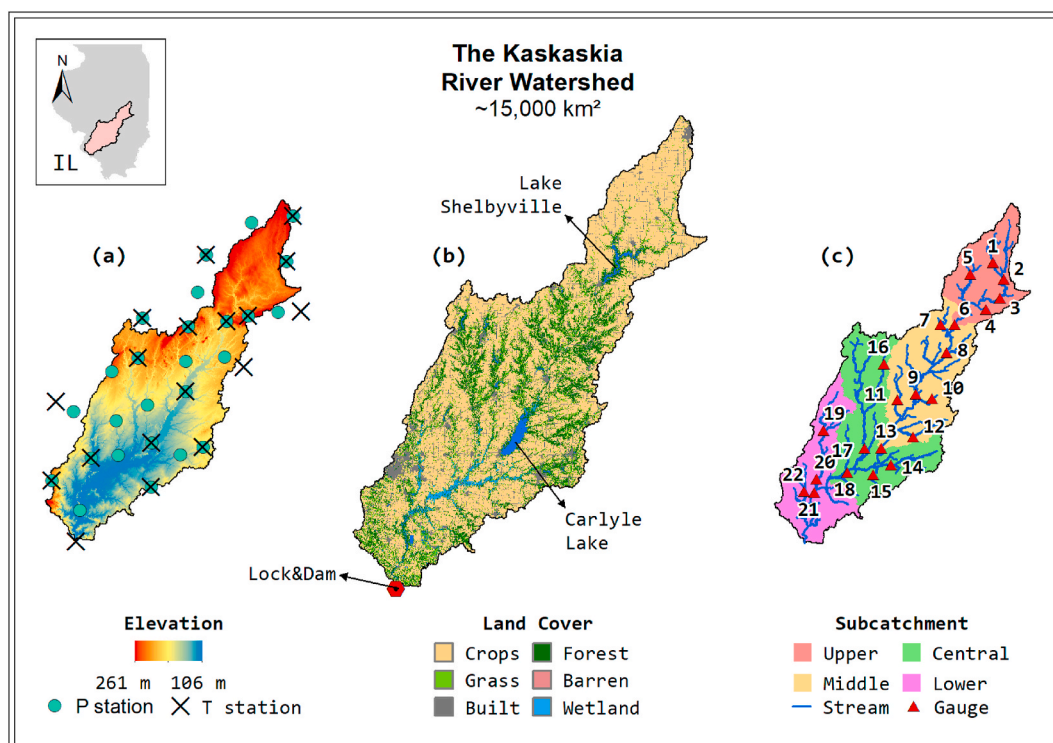 The Kaskaskia
River Watershed
~15,000 km²
N
IL
(a)
Lake
Shelbyville
(b)
Carlyle
Lake
Lock&Dam
(c)
1
5
2
3
4
6
7
8
16
9
10
11
19
12
13
17
14
20
22
18
15
21
Elevation
261 m 106 m
P station T station
Land Cover
Crops Forest
Grass Barren
Built Wetland
Subcatchment
Upper Central
Middle Lower
Stream Gauge